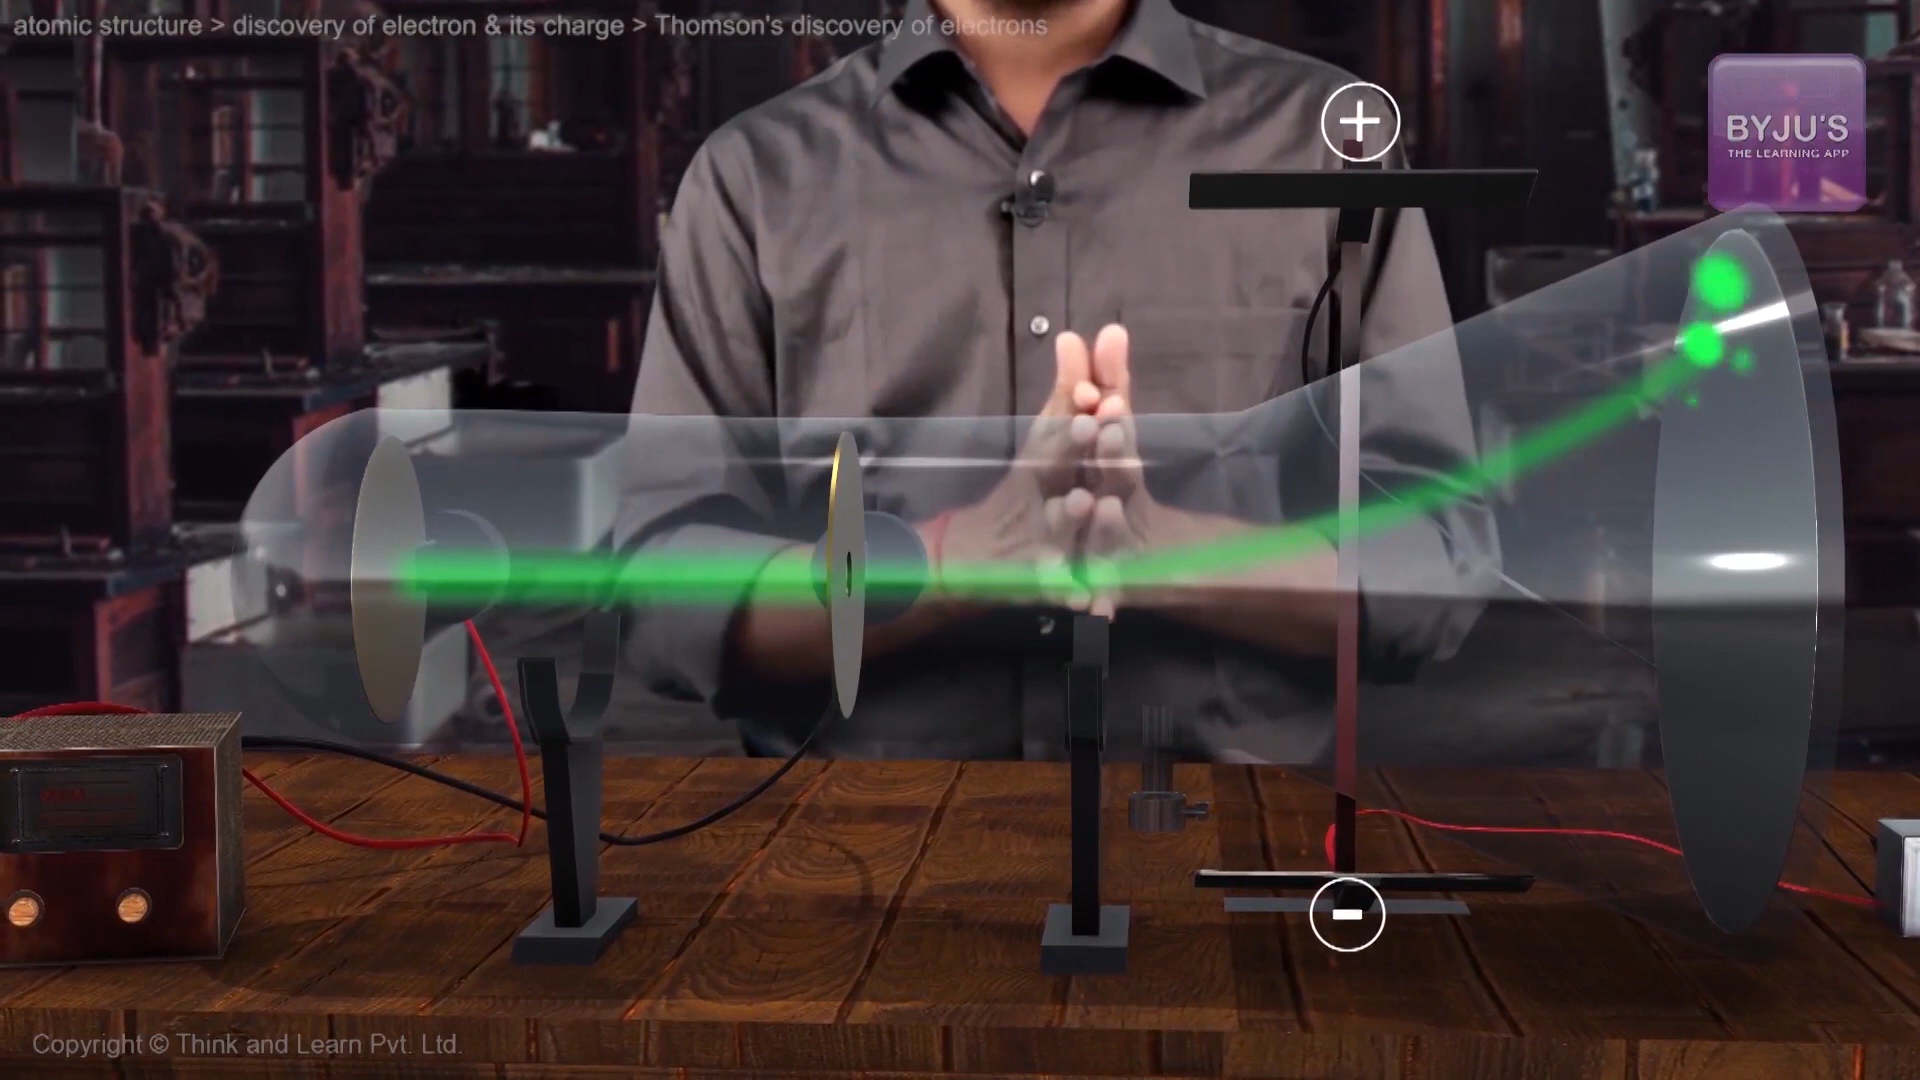 atomic structure > discovery of electron & its charge > Thomson's discovery of electrons
+
BYJU'S
THE LEARNING APP
-
Copyright © Think and Learn Pvt. Ltd.